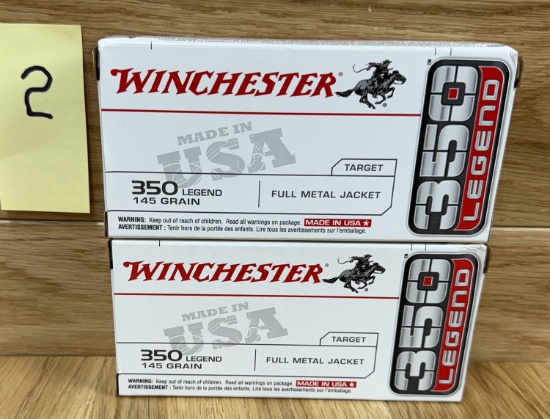 2
WINCHESTER®
MADE IN
USA
TARGET
350 LEGEND
145 GRAIN
FULL METAL JACKET
WARNING: Keep out of reach of children. Read all warnings on package. MADE IN USA ★
AVERTISSEMENT : Tenir hors de la portée des enfants. Lire tous les avertissements sur l'emballage.
350
LEGEND
WINCHESTER®
MADE IN
USA
TARGET
350 LEGEND
145 GRAIN
FULL METAL JACKET
WARNING: Keep out of reach of children. Read all warnings on package. MADE IN USA ★
AVERTISSEMENT : Tenir hors de la portée des enfants. Lire tous les avertissements sur l'emballage.
350
LEGEND